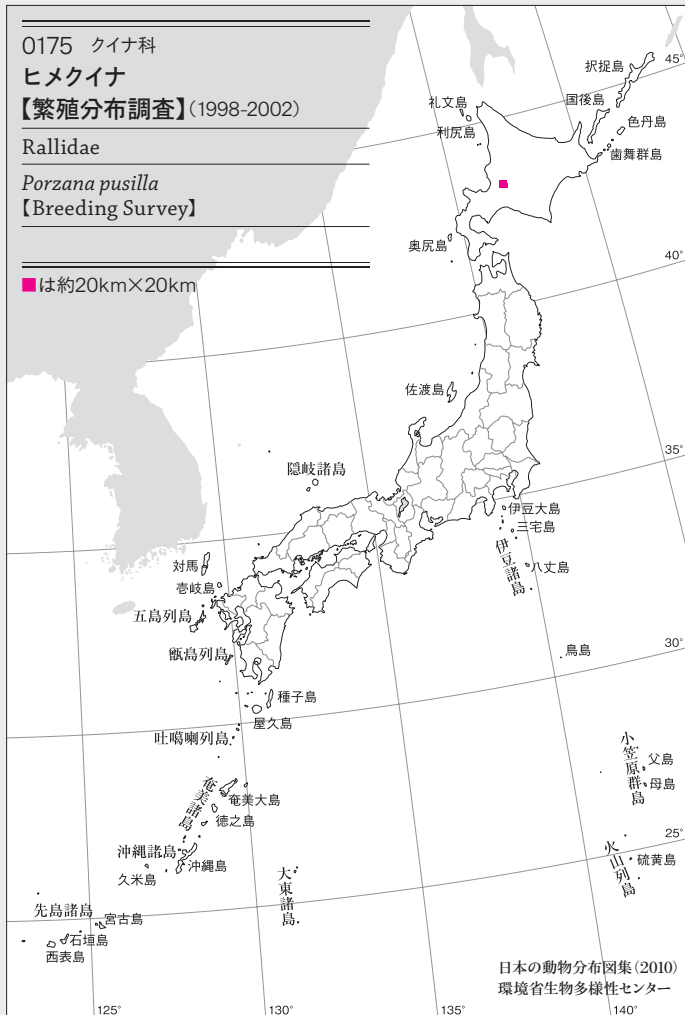 0175 クイナ科
ヒメクイナ
【繁殖分布調査】(1998-2002)
Rallidae
Porzana pusilla
【Breeding Survey】
■は約20km×20km
択捉島
45°
国後島
礼文島
色丹島
利尻島
歯舞群島
奥尻島
40°
佐渡島
35°
隠岐諸島
伊豆大島
三宅島
伊豆諸島
八丈島
対馬
壱岐島
五島列島
甑島列島
鳥島
30°
種子島
屋久島
吐噶喇列島
小笠原群島
父島
母島
奄美諸島
奄美大島
徳之島
25°
沖縄諸島
沖縄島
久米島
火山列島
硫黄島
大東諸島
先島諸島
宮古島
石垣島
西表島
日本の動物分布図集(2010)
環境省生物多様性センター
125°
130°
135°
140°